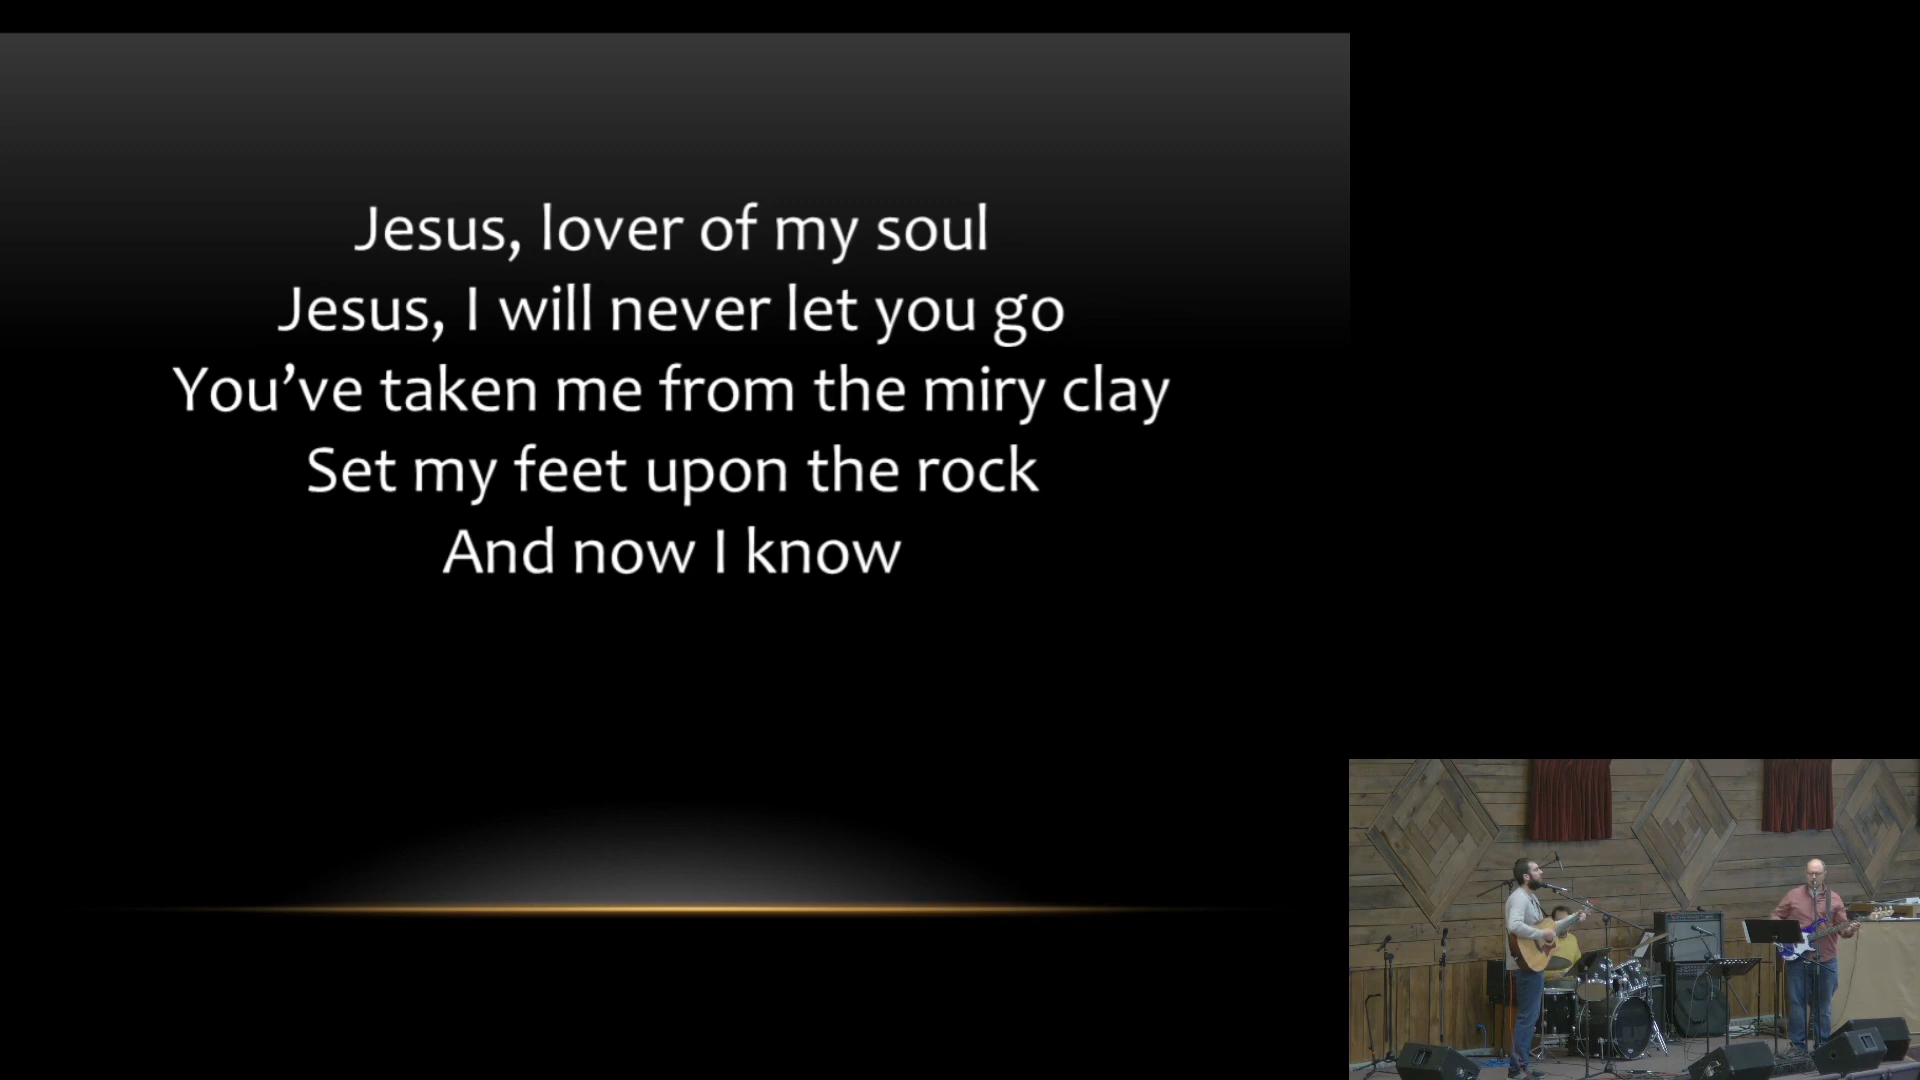 Jesus, lover of my soul
Jesus, I will never let you go
You’ve taken me from the miry clay
Set my feet upon the rock
And now I know